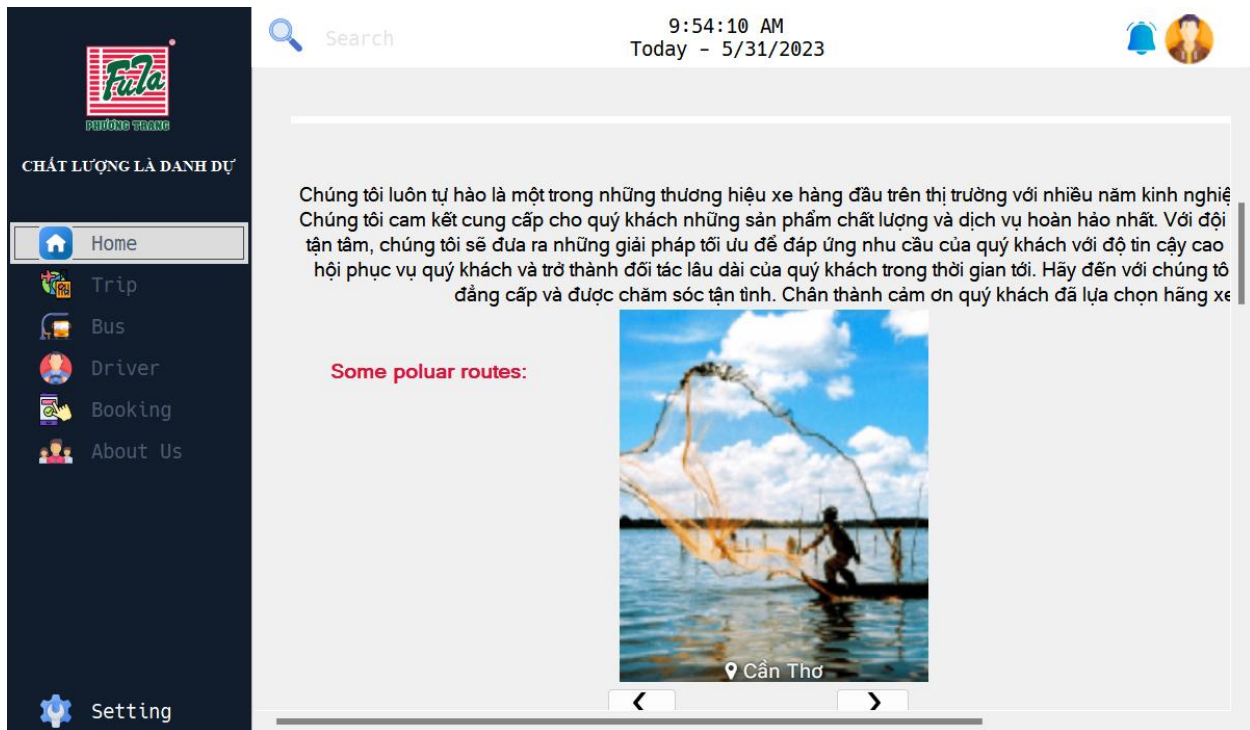 FUTA
PHƯƠNG TRANG
CHẤT LƯỢNG LÀ DANH DỰ
Home
Trip
Bus
Driver
Booking
About Us
Setting
Search
9:54:10 AM
Today - 5/31/2023
Chúng tôi luôn tự hào là một trong những thương hiệu xe hàng đầu trên thị trường với nhiều năm kinh nghiệ
Chúng tôi cam kết cung cấp cho quý khách những sản phẩm chất lượng và dịch vụ hoàn hảo nhất. Với đội
tận tâm, chúng tôi sẽ đưa ra những giải pháp tối ưu để đáp ứng nhu cầu của quý khách với độ tin cậy cao
hội phục vụ quý khách và trở thành đối tác lâu dài của quý khách trong thời gian tới. Hãy đến với chúng tô
đẳng cấp và được chăm sóc tận tình. Chân thành cảm ơn quý khách đã lựa chọn hãng xe
Some poluar routes:
Cần Thơ